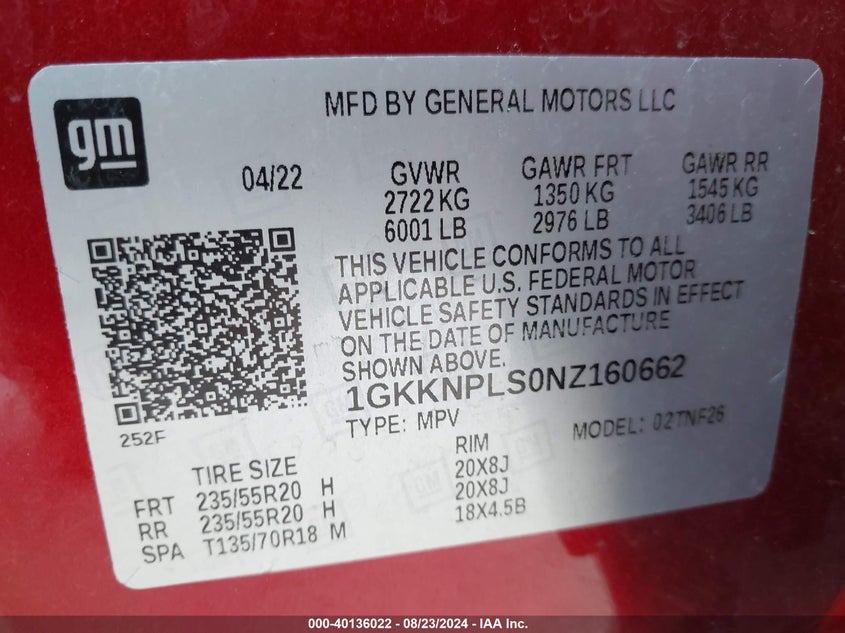 gm
MFD BY GENERAL MOTORS LLC
04/22
GVWR
2722 KG
6001 LB
GAWR FRT
1350 KG
2976 LB
GAWR RR
1545 KG
3406 LB
THIS VEHICLE CONFORMS TO ALL
APPLICABLE U.S. FEDERAL MOTOR
VEHICLE SAFETY STANDARDS IN EFFECT
ON THE DATE OF MANUFACTURE
SHOWN ABOVE.
1GKKNPLS0NZ160662
TYPE: MPV
MODEL: 02TNF26
252F
TIRE SIZE
RIM
FRT 235/55R20 H 20X8J
RR 235/55R20 H 20X8J
SPA T135/70R18 M 18X4.5B
000-40136022 — 08/23/2024 — IAA Inc.